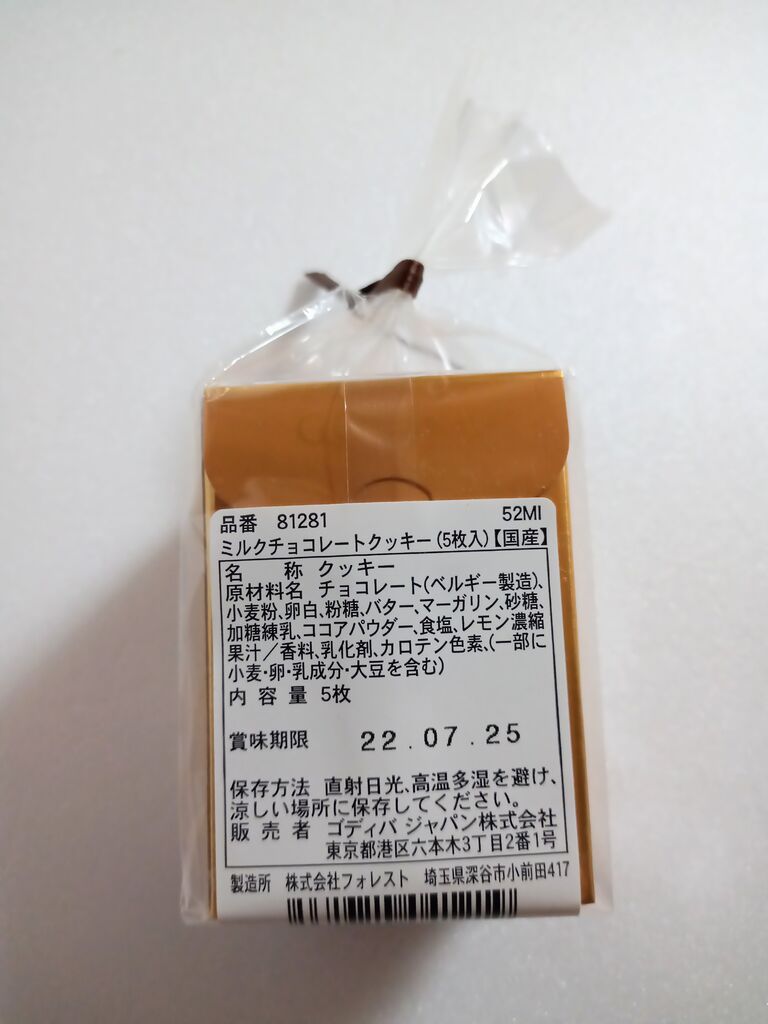 品番 81281 52MI
ミルクチョコレートクッキー(5枚入)【国産】
名 称 クッキー
原材料名 チョコレート(ベルギー製造)、
小麦粉、卵白、粉糖、バター、マーガリン、砂糖、
加糖練乳、ココアパウダー、食塩、レモン濃縮
果汁/香料、乳化剤、カロテン色素、(一部に
小麦・卵・乳成分・大豆を含む)
内 容 量 5枚
賞味期限 22.07.25
保存方法 直射日光、高温多湿を避け、
涼しい場所に保存してください。
販 売 者 ゴディバ ジャパン株式会社
東京都港区六本木3丁目2番1号
製造所 株式会社フォレスト 埼玉県深谷市小前田417